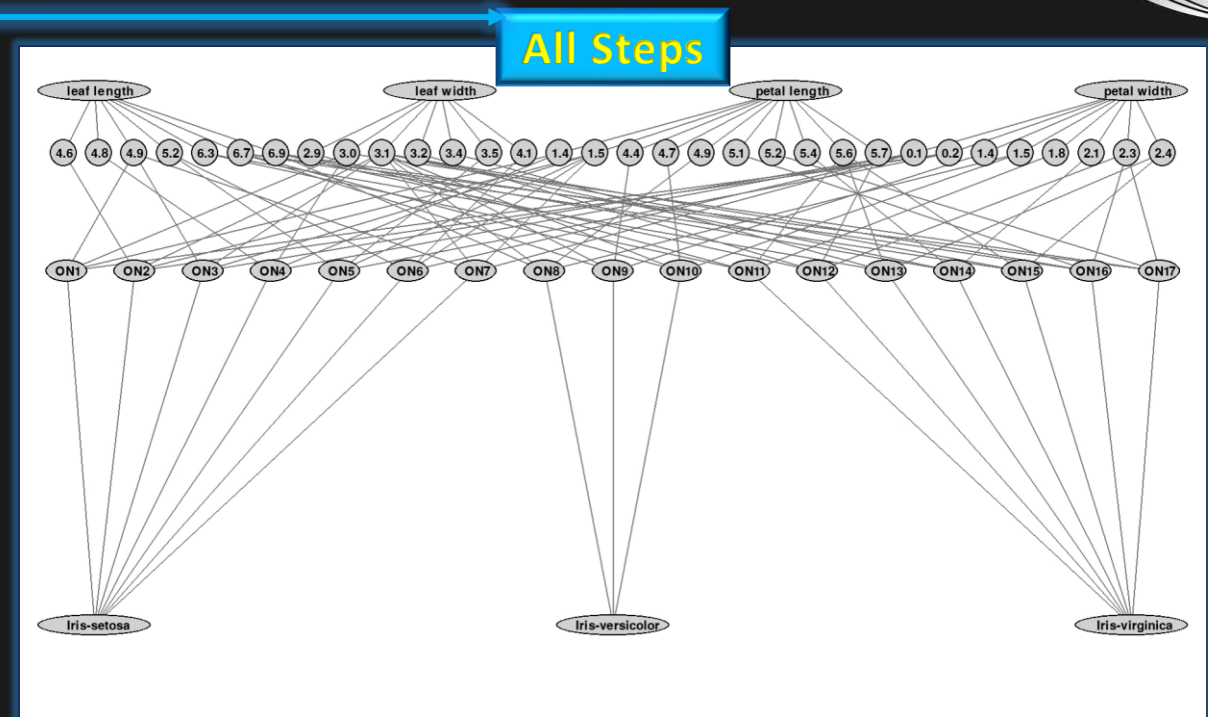 All Steps
leaf length leaf width petal length petal width
4.6 4.8 4.9 5.2 6.3 6.7 6.9 2.9 3.0 3.1 3.2 3.4 3.5 4.1 1.4 1.5 4.4 4.7 4.9 5.1 5.2 5.4 5.6 5.7 0.1 0.2 1.4 1.5 1.8 2.1 2.3 2.4
ON1 ON2 ON3 ON4 ON5 ON6 ON7 ON8 ON9 ON10 ON11 ON12 ON13 ON14 ON15 ON16 ON17
Iris-setosa Iris-versicolor Iris-virginica